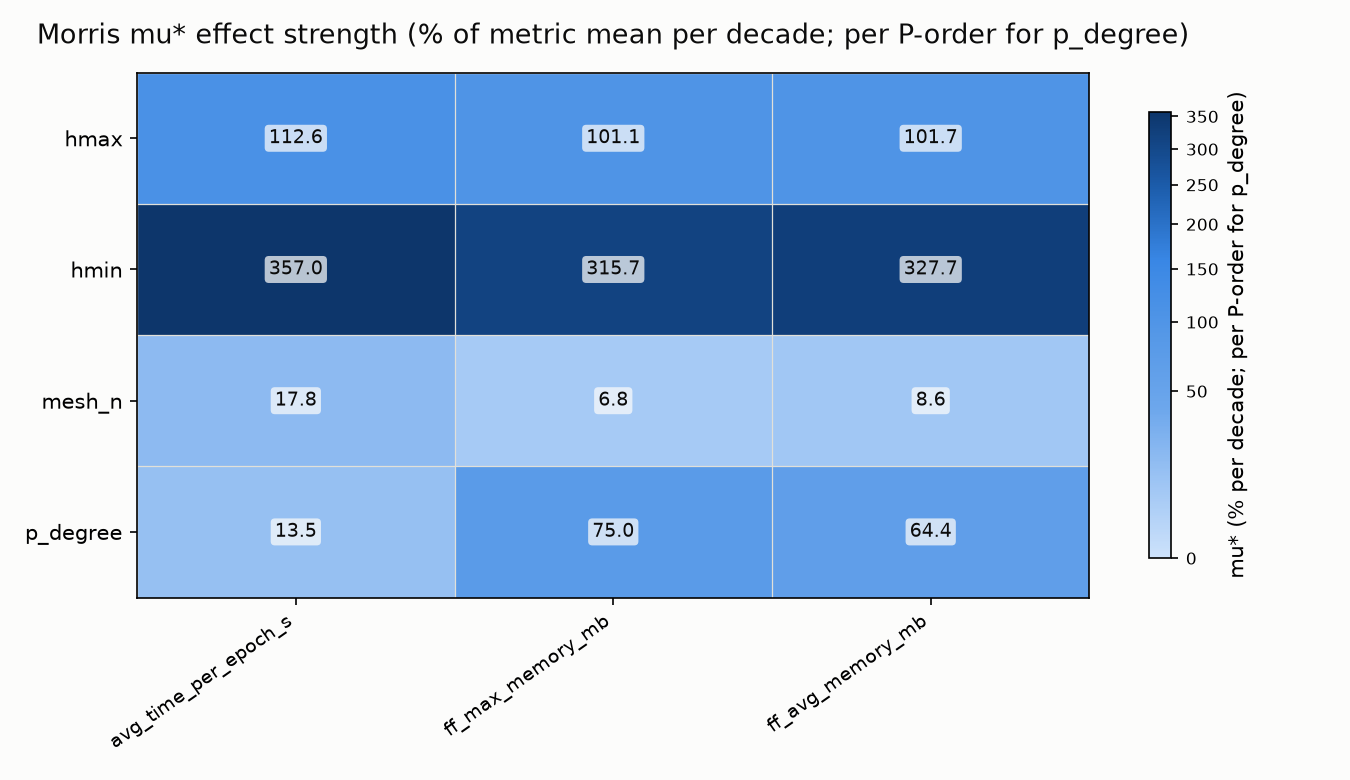 Morris mu* effect strength (% of metric mean per decade; per P-order for p_degree)
hmax 112.6 101.1 101.7
hmin 357.0 315.7 327.7
mesh_n 17.8 6.8 8.6
p_degree 13.5 75.0 64.4
avg_time_per_epoch_s ff_max_memory_mb ff_avg_memory_mb
350
300
250
200
150
100
50
0
mu* (% per decade; per P-order for p_degree)